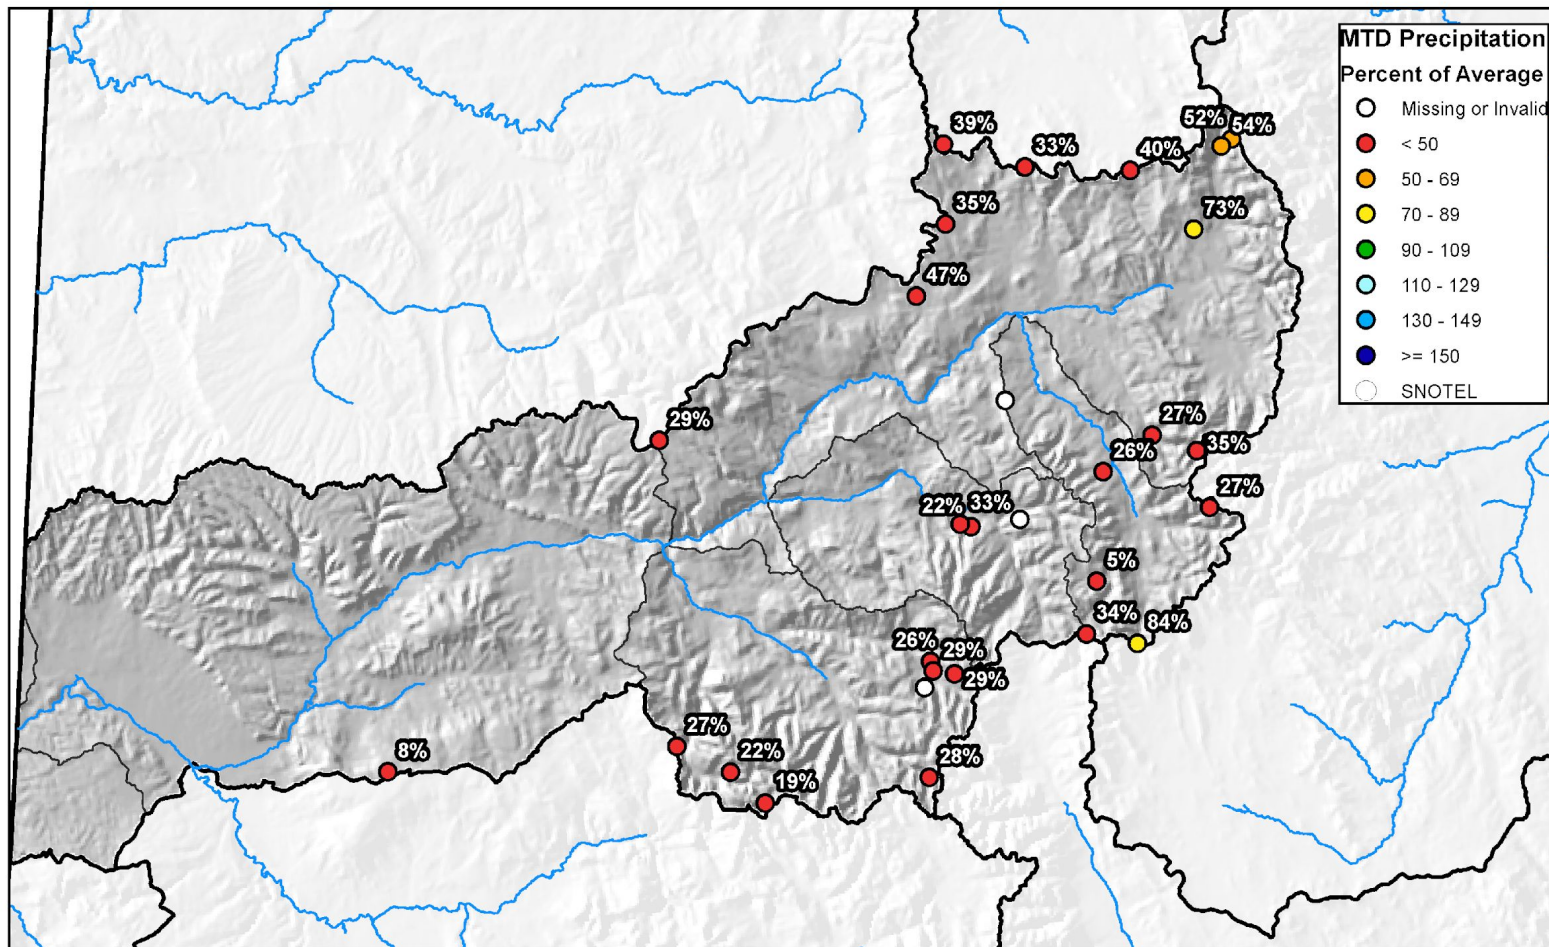 MTD Precipitation
Percent of Average
Missing or Invalid
< 50
50 - 69
70 - 89
90 - 109
110 - 129
130 - 149
>= 150
SNOTEL
52% 54%
39%
33%
40%
35%
73%
47%
29%
27%
26%
35%
27%
22% 33%
5%
34%
84%
26%
29%
29%
27%
22%
28%
8%
19%